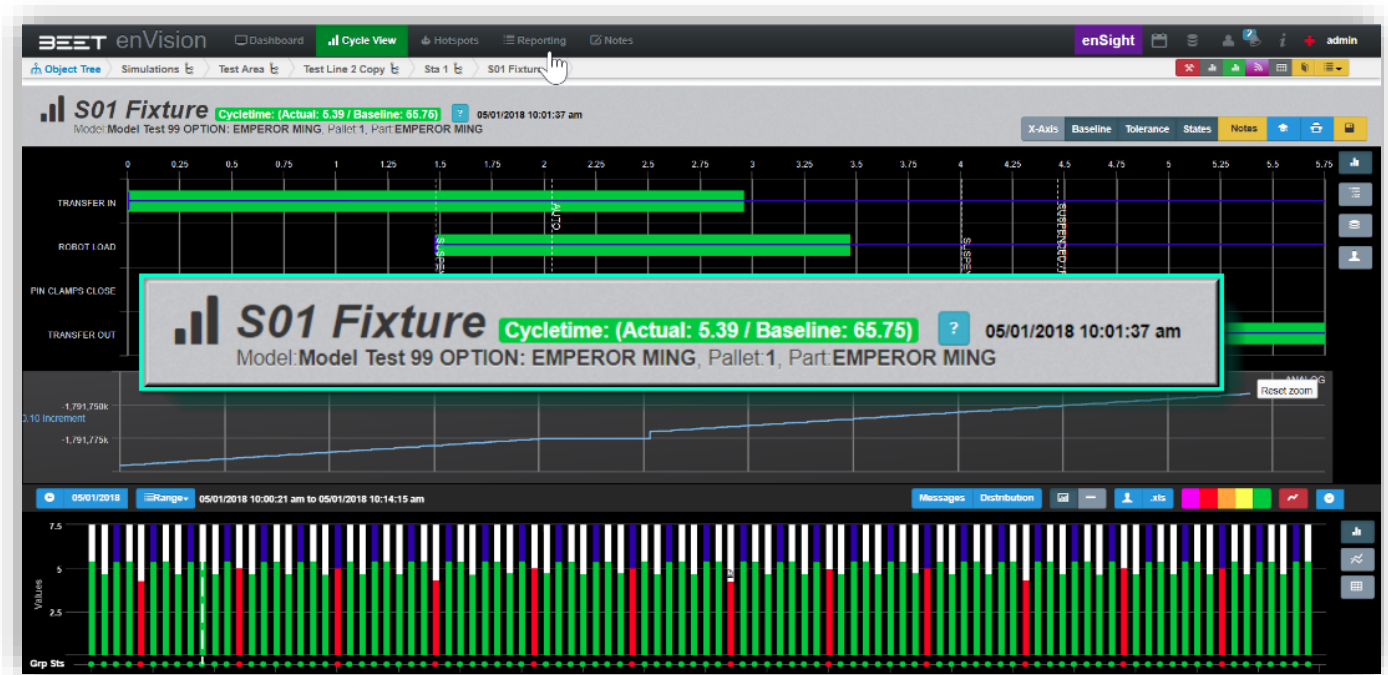 BEET enVision Dashboard Cycle View Hotspots Reporting Notes enSight 2 i admin
Object Tree Simulations Test Area Test Line 2 Copy Sta 1 S01 Fixture
S01 Fixture Cycletime: (Actual: 5.39 / Baseline: 65.75) ? 05/01/2018 10:01:37 am
Model:Model Test 99 OPTION: EMPEROR MING, Pallet 1, Part:EMPEROR MING
X-Axis Baseline Tolerance States Notes
0 0.25 0.5 0.75 1 1.25 1.5 1.75 2 2.25 2.5 2.75 3 3.25 3.5 3.75 4 4.25 4.5 4.75 5 5.25 5.5 5.75
TRANSFER IN
AUTO
ROBOT LOAD
SUSPEN
SUSPEN
SUSPENDED
PIN CLAMPS CLOSE
TRANSFER OUT
S01 Fixture Cycletime: (Actual: 5.39 / Baseline: 65.75) ? 05/01/2018 10:01:37 am
Model:Model Test 99 OPTION: EMPEROR MING, Pallet:1, Part:EMPEROR MING
ANALOG
Reset zoom
-1,791,750k
0.10 Increment
-1,791,775k
05/01/2018 Range 05/01/2018 10:00:21 am to 05/01/2018 10:14:15 am Messages Distribution .xls
7.5
5
2.5
Values
Grp Sts